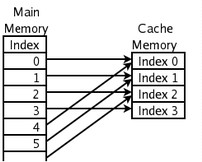 Main
Memory
Index
0
1
2
3
4
5
Cache
Memory
Index 0
Index 1
Index 2
Index 3